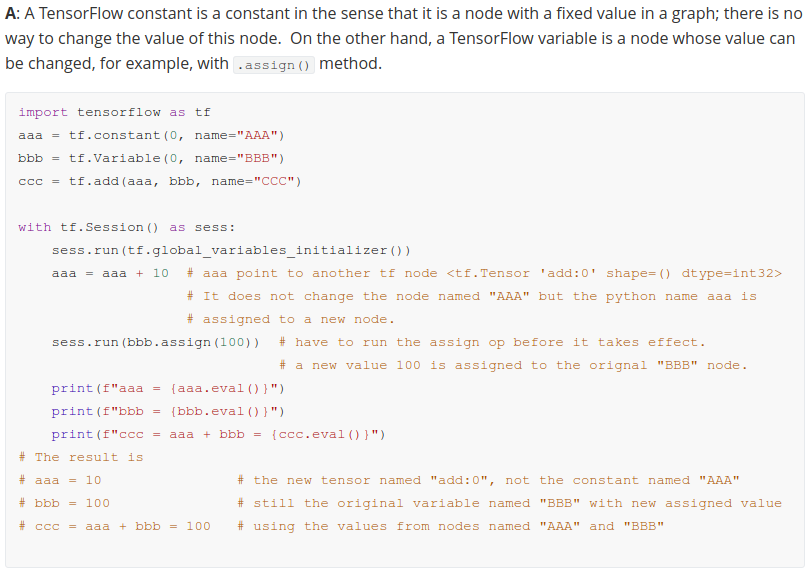 A: A TensorFlow constant is a constant in the sense that it is a node with a fixed value in a graph; there is no
way to change the value of this node. On the other hand, a TensorFlow variable is a node whose value can
be changed, for example, with .assign() method.
import tensorflow as tf
aaa = tf.constant(0, name="AAA")
bbb = tf.Variable(0, name="BBB")
ccc = tf.add(aaa, bbb, name="CCC")
with tf.Session() as sess:
    sess.run(tf.global_variables_initializer())
    aaa = aaa + 10  # aaa point to another tf node <tf.Tensor 'add:0' shape=() dtype=int32>
                    # It does not change the node named "AAA" but the python name aaa is
                    # assigned to a new node.
    sess.run(bbb.assign(100))  # have to run the assign op before it takes effect.
                               # a new value 100 is assigned to the orignal "BBB" node.
    print(f"aaa = {aaa.eval()}")
    print(f"bbb = {bbb.eval()}")
    print(f"ccc = aaa + bbb = {ccc.eval()}")
# The result is
# aaa = 10                # the new tensor named "add:0", not the constant named "AAA"
# bbb = 100               # still the original variable named "BBB" with new assigned value
# ccc = aaa + bbb = 100   # using the values from nodes named "AAA" and "BBB"